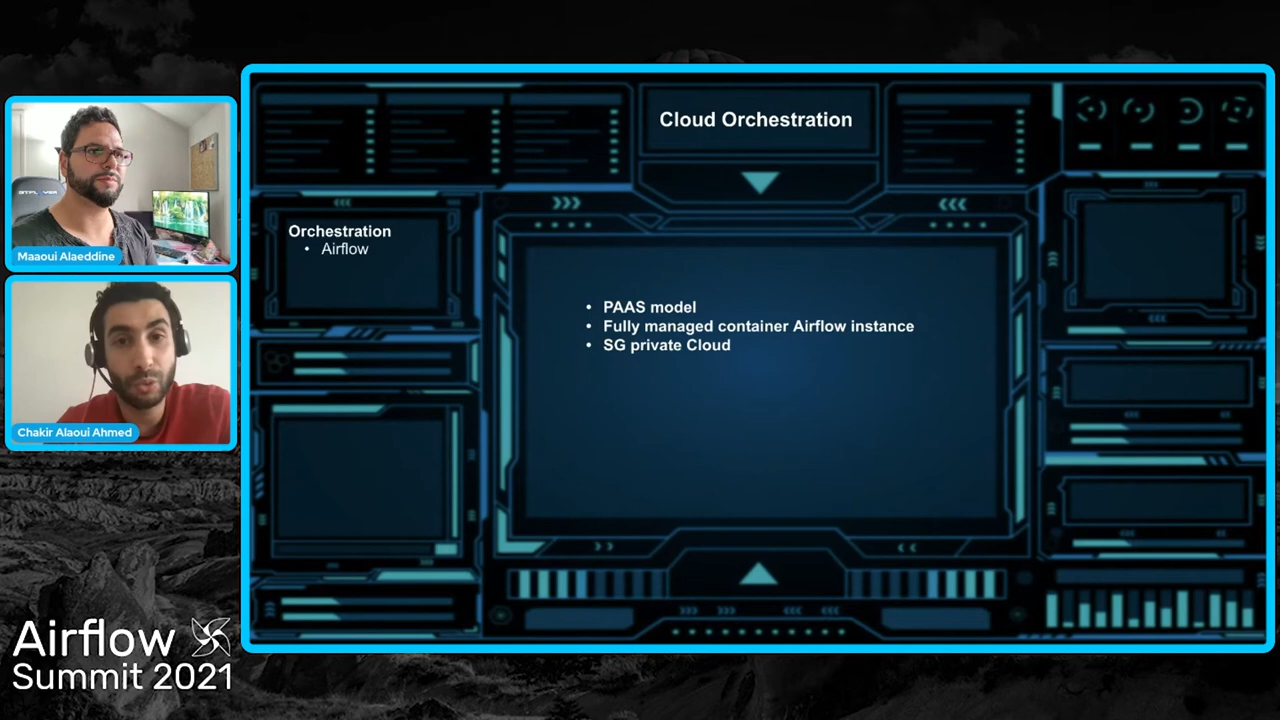 Cloud Orchestration
Orchestration
• Airflow
• PAAS model
• Fully managed container Airflow instance
• SG private Cloud
Maaoui Alaeddine
Chakir Alaoui Ahmed
Airflow
Summit 2021